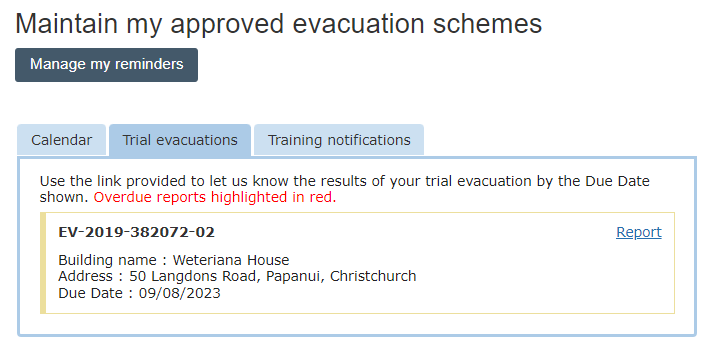 Maintain my approved evacuation schemes
Manage my reminders
Calendar
Trial evacuations
Training notifications
Use the link provided to let us know the results of your trial evacuation by the Due Date
shown. Overdue reports highlighted in red.
EV-2019-382072-02
Report
Building name : Weteriana House
Address : 50 Langdons Road, Papanui, Christchurch
Due Date : 09/08/2023